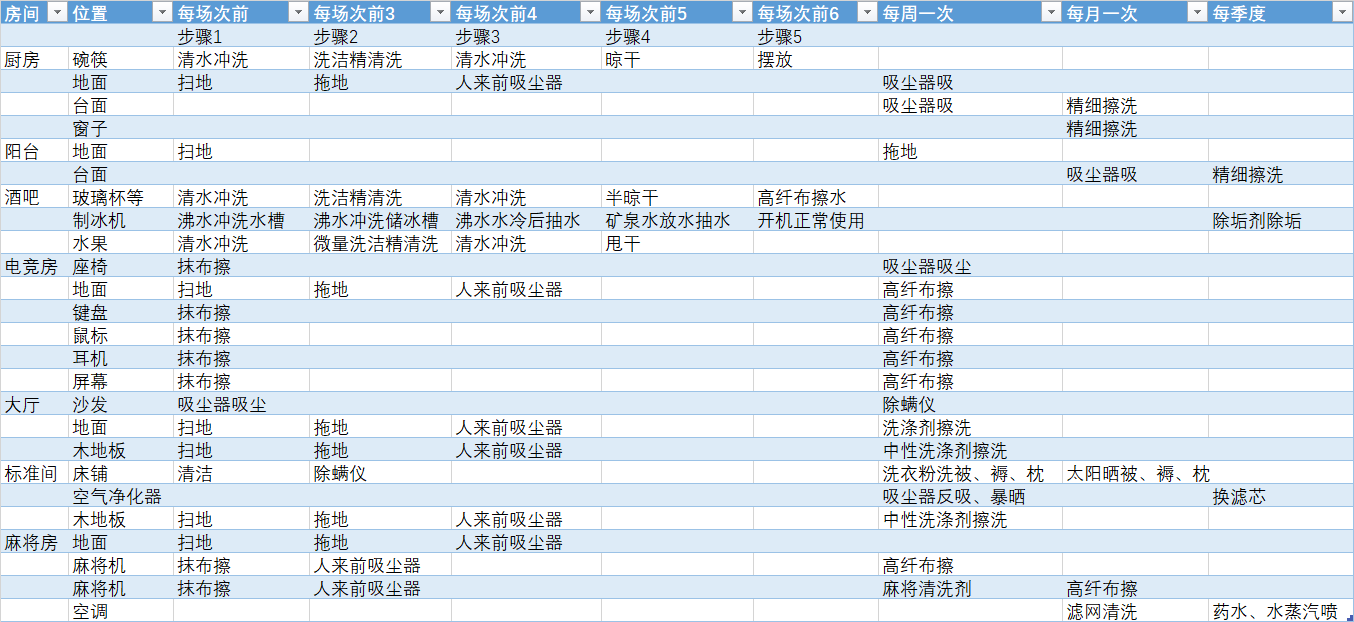 房间 位置 每场次前 每场次前3 每场次前4 每场次前5 每场次前6 每周一次 每月一次 每季度
步骤1 步骤2 步骤3 步骤4 步骤5
厨房 碗筷 清水冲洗 洗洁精清洗 清水冲洗 晾干 摆放
地面 扫地 拖地 人来前吸尘器 吸尘器吸
台面 吸尘器吸 精细擦洗
窗子 精细擦洗
阳台 地面 扫地 拖地
台面 吸尘器吸 精细擦洗
酒吧 玻璃杯等 清水冲洗 洗洁精清洗 清水冲洗 半晾干 高纤布擦水
制冰机 沸水冲洗水槽 沸水冲洗储冰槽 沸水水冷后抽水 矿泉水放水抽水 开机正常使用 除垢剂除垢
水果 清水冲洗 微量洗洁精清洗 清水冲洗 甩干
电竞房 座椅 抹布擦 吸尘器吸尘
地面 扫地 拖地 人来前吸尘器 高纤布擦
键盘 抹布擦 高纤布擦
鼠标 抹布擦 高纤布擦
耳机 抹布擦 高纤布擦
屏幕 抹布擦 高纤布擦
大厅 沙发 吸尘器吸尘 除螨仪
地面 扫地 拖地 人来前吸尘器 洗涤剂擦洗
木地板 扫地 拖地 人来前吸尘器 中性洗涤剂擦洗
标准间 床铺 清洁 除螨仪 洗衣粉洗被、褥、枕 太阳晒被、褥、枕
空气净化器 吸尘器反吸、暴晒 换滤芯
木地板 扫地 拖地 人来前吸尘器 中性洗涤剂擦洗
麻将房 地面 扫地 拖地 人来前吸尘器
麻将机 抹布擦 人来前吸尘器 高纤布擦
麻将机 抹布擦 人来前吸尘器 麻将清洗剂 高纤布擦
空调 滤网清洗 药水、水蒸汽喷